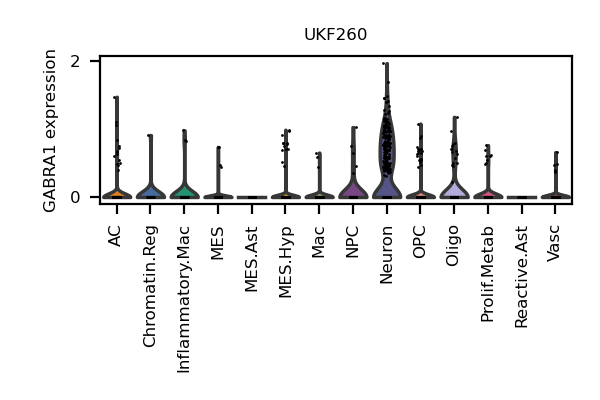 UKF260
GABRA1 expression
2
0
AC
Chromatin.Reg
Inflammatory.Mac
MES
MES.Ast
MES.Hyp
Mac
NPC
Neuron
OPC
Oligo
Prolif.Metab
Reactive.Ast
Vasc